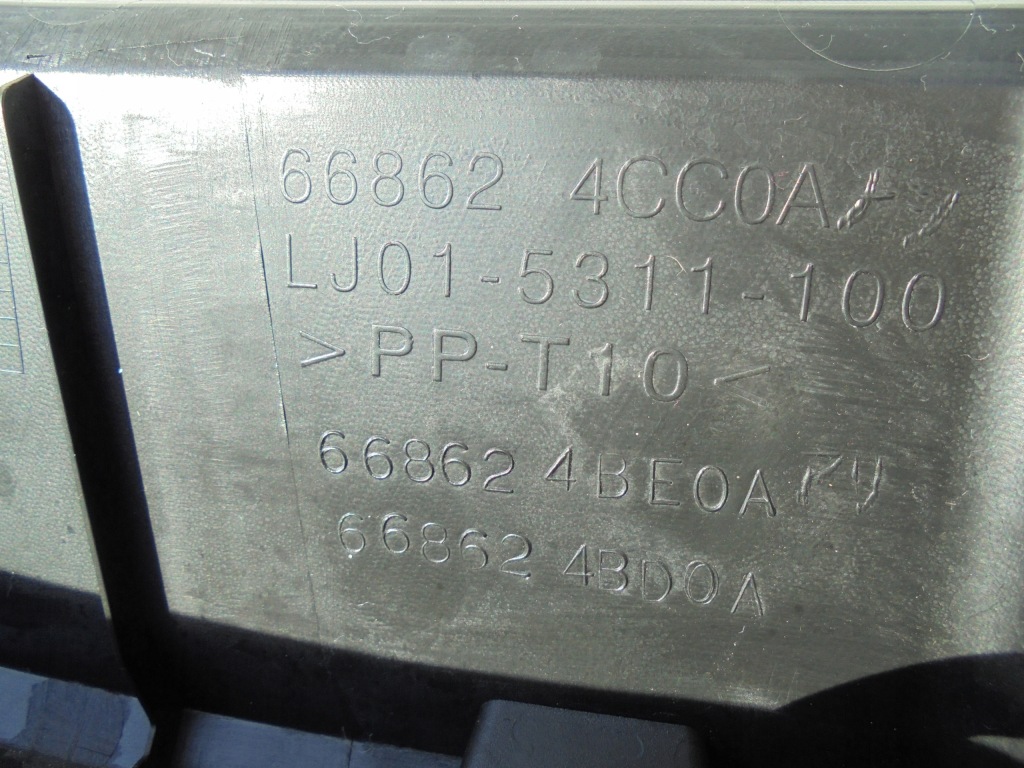 66862 4CC0A
LJ01-5311-100
>PP-T10<
66862 4BE0A
66862 4BD0A